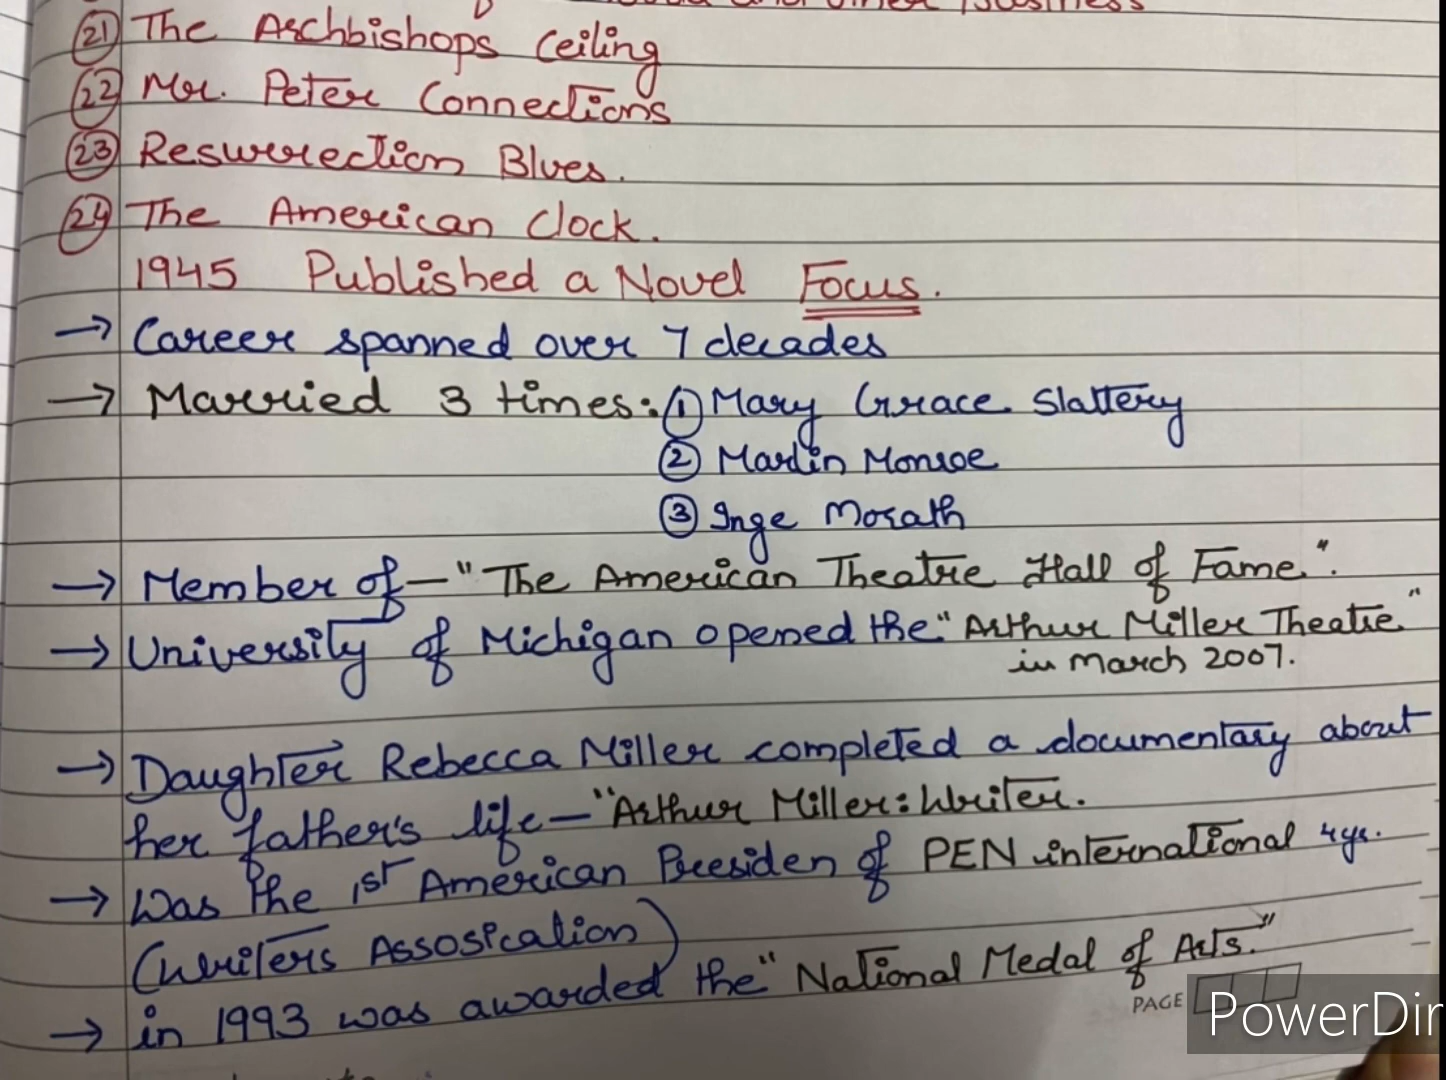 and other Business
21 The Archbishops Ceiling
22 Mr. Peter Connections
23 Resurrection Blues.
24 The American Clock.
1945 Published a Novel Focus.
→ Career spanned over 7 decades
→ Married 3 times: ① Mary Grace Slattery
② Marlin Monroe
③ Inge Morath
→ Member of — "The American Theatre Hall of Fame".
→ University of Michigan opened the "Arthur Miller Theatre"
in March 2007.
→ Daughter Rebecca Miller completed a documentary about
her father's life — "Arthur Miller: Writer.
→ Was the 1st American Presiden of PEN international 4yr.
(Writers Assosication)
→ in 1993 was awarded the "National Medal of Arts."
PAGE
PowerDir